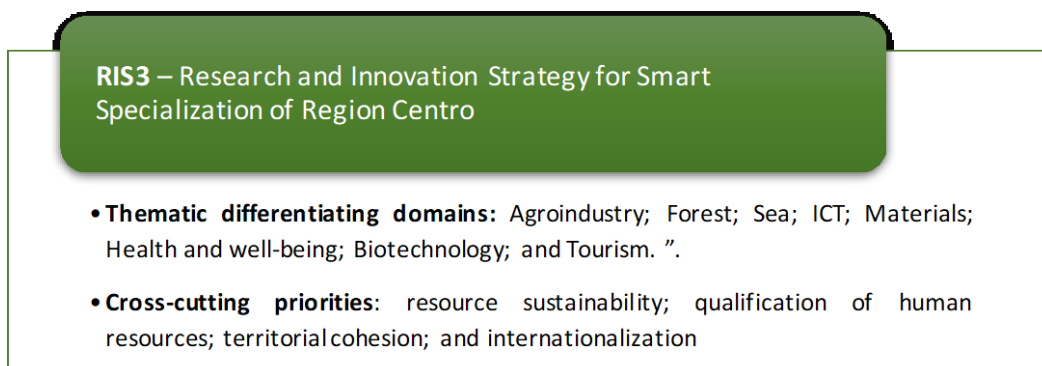 RIS3 – Research and Innovation Strategy for Smart
Specialization of Region Centro
• Thematic differentiating domains: Agroindustry; Forest; Sea; ICT; Materials;
Health and well-being; Biotechnology; and Tourism. ”.
• Cross-cutting priorities: resource sustainability; qualification of human
resources; territorial cohesion; and internationalization